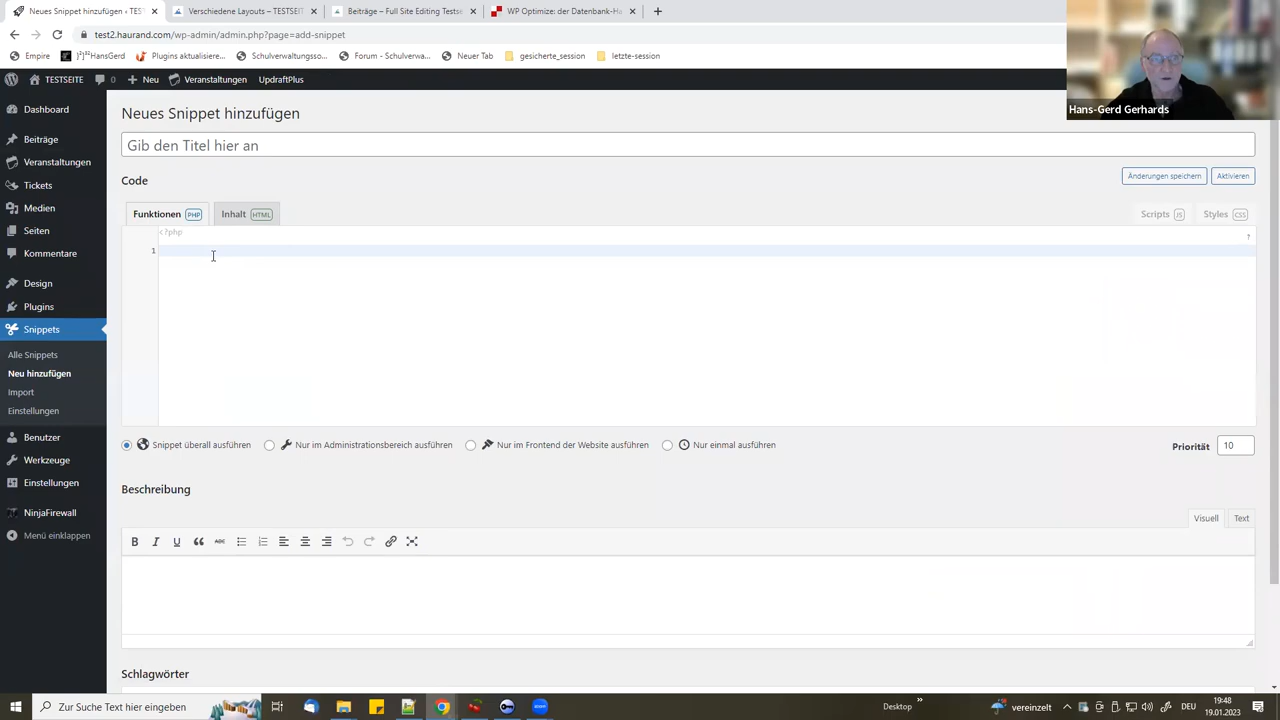 Neues Snippet hinzufügen ‹ TES
Verschiedene Layouts – TESTSEIT
Beiträge – Full Site Editing Testse
WP Optimize: der Datenbank-Ha
test2.haurand.com/wp-admin/admin.php?page=add-snippet
Empire
}²]³²HansGerd
Plugins aktualisiere...
Schulverwaltungsso...
Forum - Schulverwa...
Neuer Tab
gesicherte_session
letzte-session
TESTSEITE
0
+ Neu
Veranstaltungen
UpdraftPlus
Hans-Gerd Gerhards
Dashboard
Beiträge
Veranstaltungen
Tickets
Medien
Seiten
Kommentare
Design
Plugins
Snippets
Alle Snippets
Neu hinzufügen
Import
Einstellungen
Benutzer
Werkzeuge
Einstellungen
NinjaFirewall
Menü einklappen
Neues Snippet hinzufügen
Gib den Titel hier an
Code
Änderungen speichern
Aktivieren
Funktionen PHP
Inhalt HTML
Scripts JS
Styles CSS
<?php
?
1
Snippet überall ausführen
Nur im Administrationsbereich ausführen
Nur im Frontend der Website ausführen
Nur einmal ausführen
Priorität
10
Beschreibung
Visuell
Text
B I U ABC
Schlagwörter
Zur Suche Text hier eingeben
Desktop
»
vereinzelt
DEU
19:48
19.01.2023